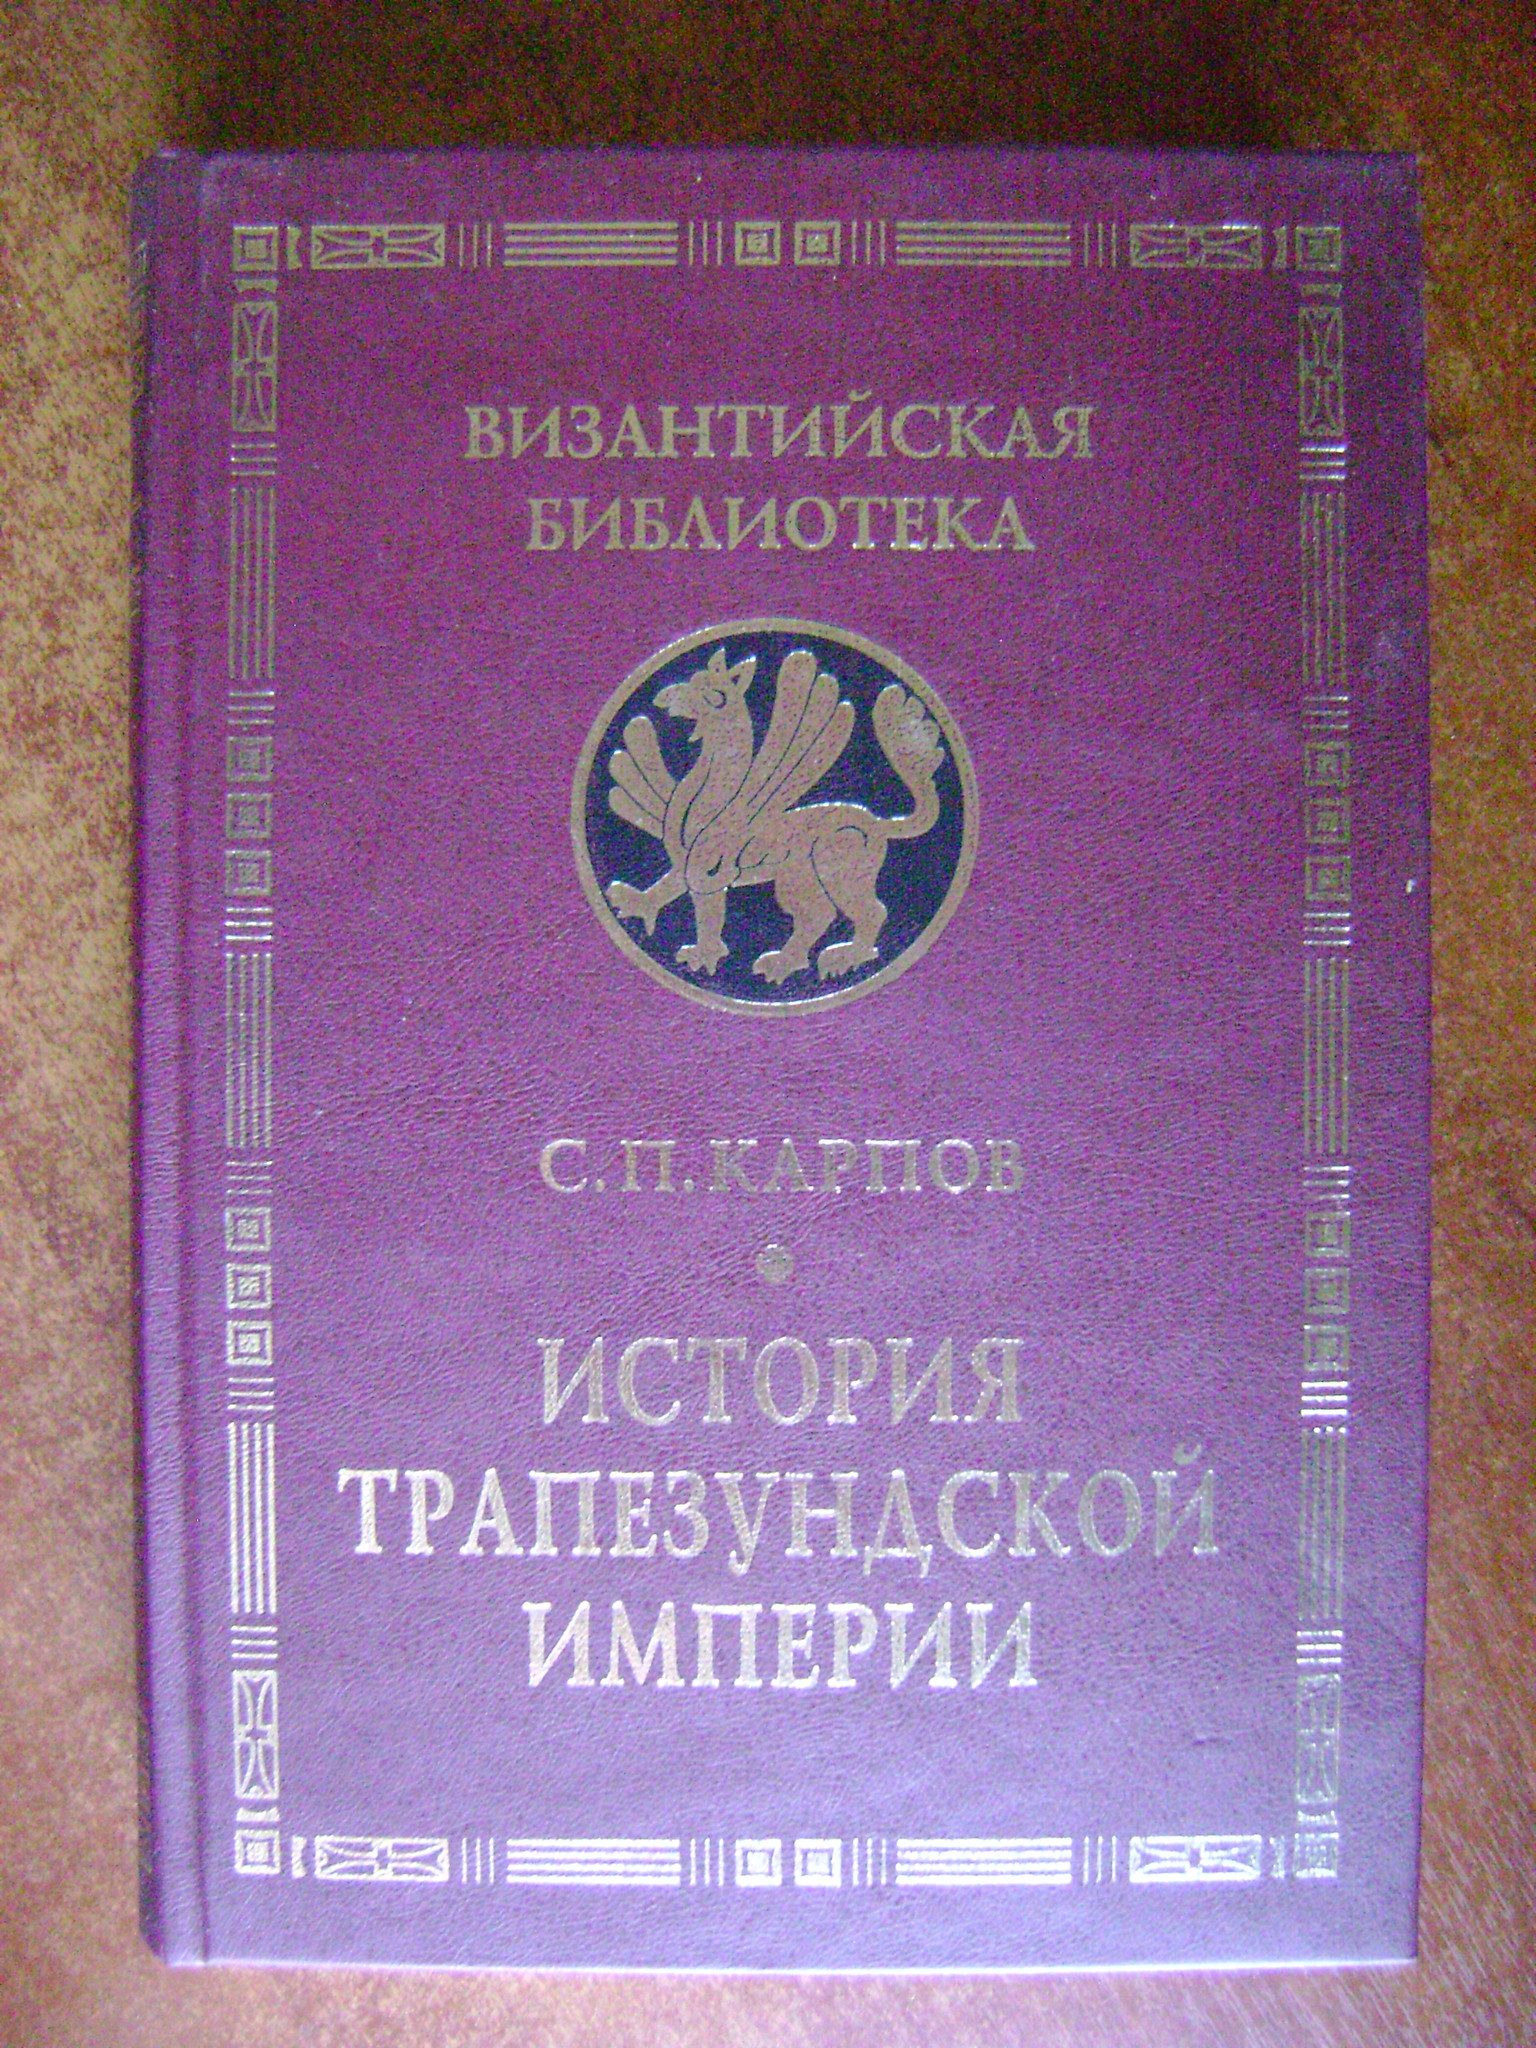 ВИЗАНТИЙСКАЯ
БИБЛИОТЕКА
С.П.КАРПОВ
ИСТОРИЯ
ТРАПЕЗУНДСКОЙ
ИМПЕРИИ